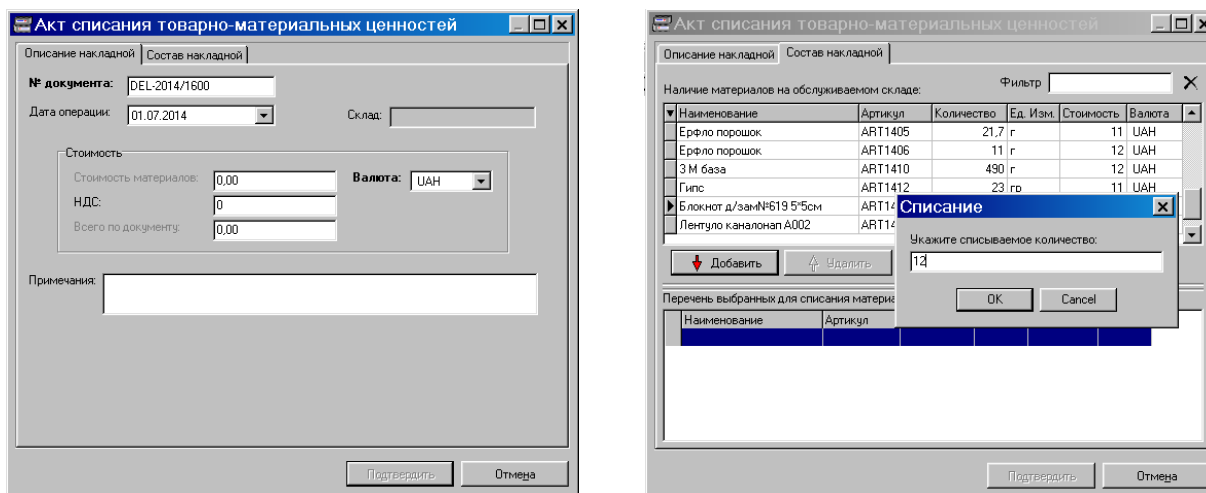 Акт списания товарно-материальных ценностей
Описание накладной Состав накладной
№ документа: DEL-2014/1600
Дата операции: 01.07.2014 Склад:
Стоимость
Стоимость материалов: 0,00 Валюта: UAH
НДС: 0
Всего по документу: 0,00
Примечания:
Подтвердить Отмена
Акт списания товарно-материальных ценностей
Описание накладной Состав накладной
Наличие материалов на обслуживаемом складе: Фильтр
Наименование Артикул Количество Ед. Изм. Стоимость Валюта
Ерфло порошок ART1405 21,7 г 11 UAH
Ерфло порошок ART1406 11 г 12 UAH
3 М база ART1410 490 г 12 UAH
Гипс ART1412 23 гр 11 UAH
Блокнот д/зам№619 5*5см ART14
Лентуло каналонап А002 ART14
Списание
Укажите списываемое количество:
12
OK Cancel
Добавить Удалить
Перечень выбранных для списания материа
Наименование Артикул
Подтвердить Отмена